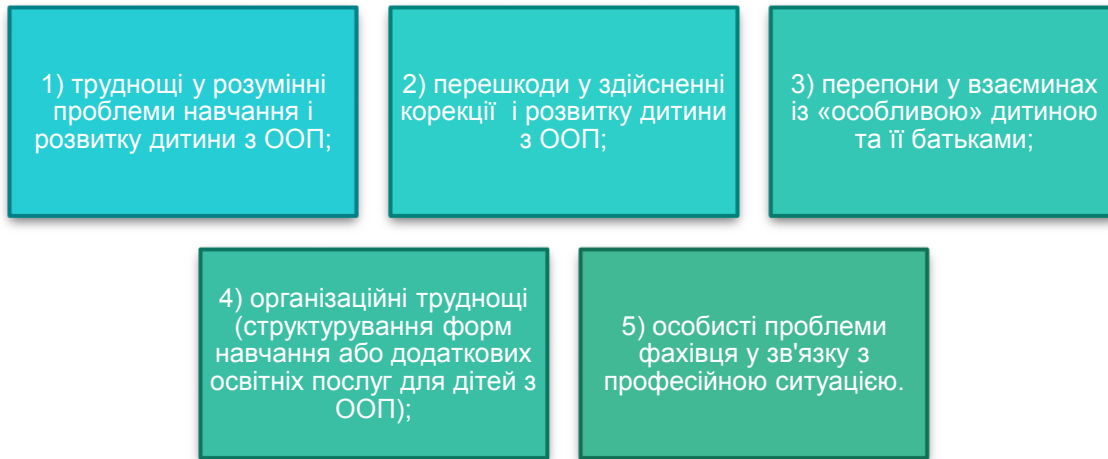 1) труднощі у розумінні
проблеми навчання і
розвитку дитини з ООП;
2) перешкоди у здійсненні
корекції і розвитку дитини
з ООП;
3) перепони у взаєминах
із «особливою» дитиною
та її батьками;
4) організаційні труднощі
(структурування форм
навчання або додаткових
освітніх послуг для дітей з
ООП);
5) особисті проблеми
фахівця у зв'язку з
професійною ситуацією.